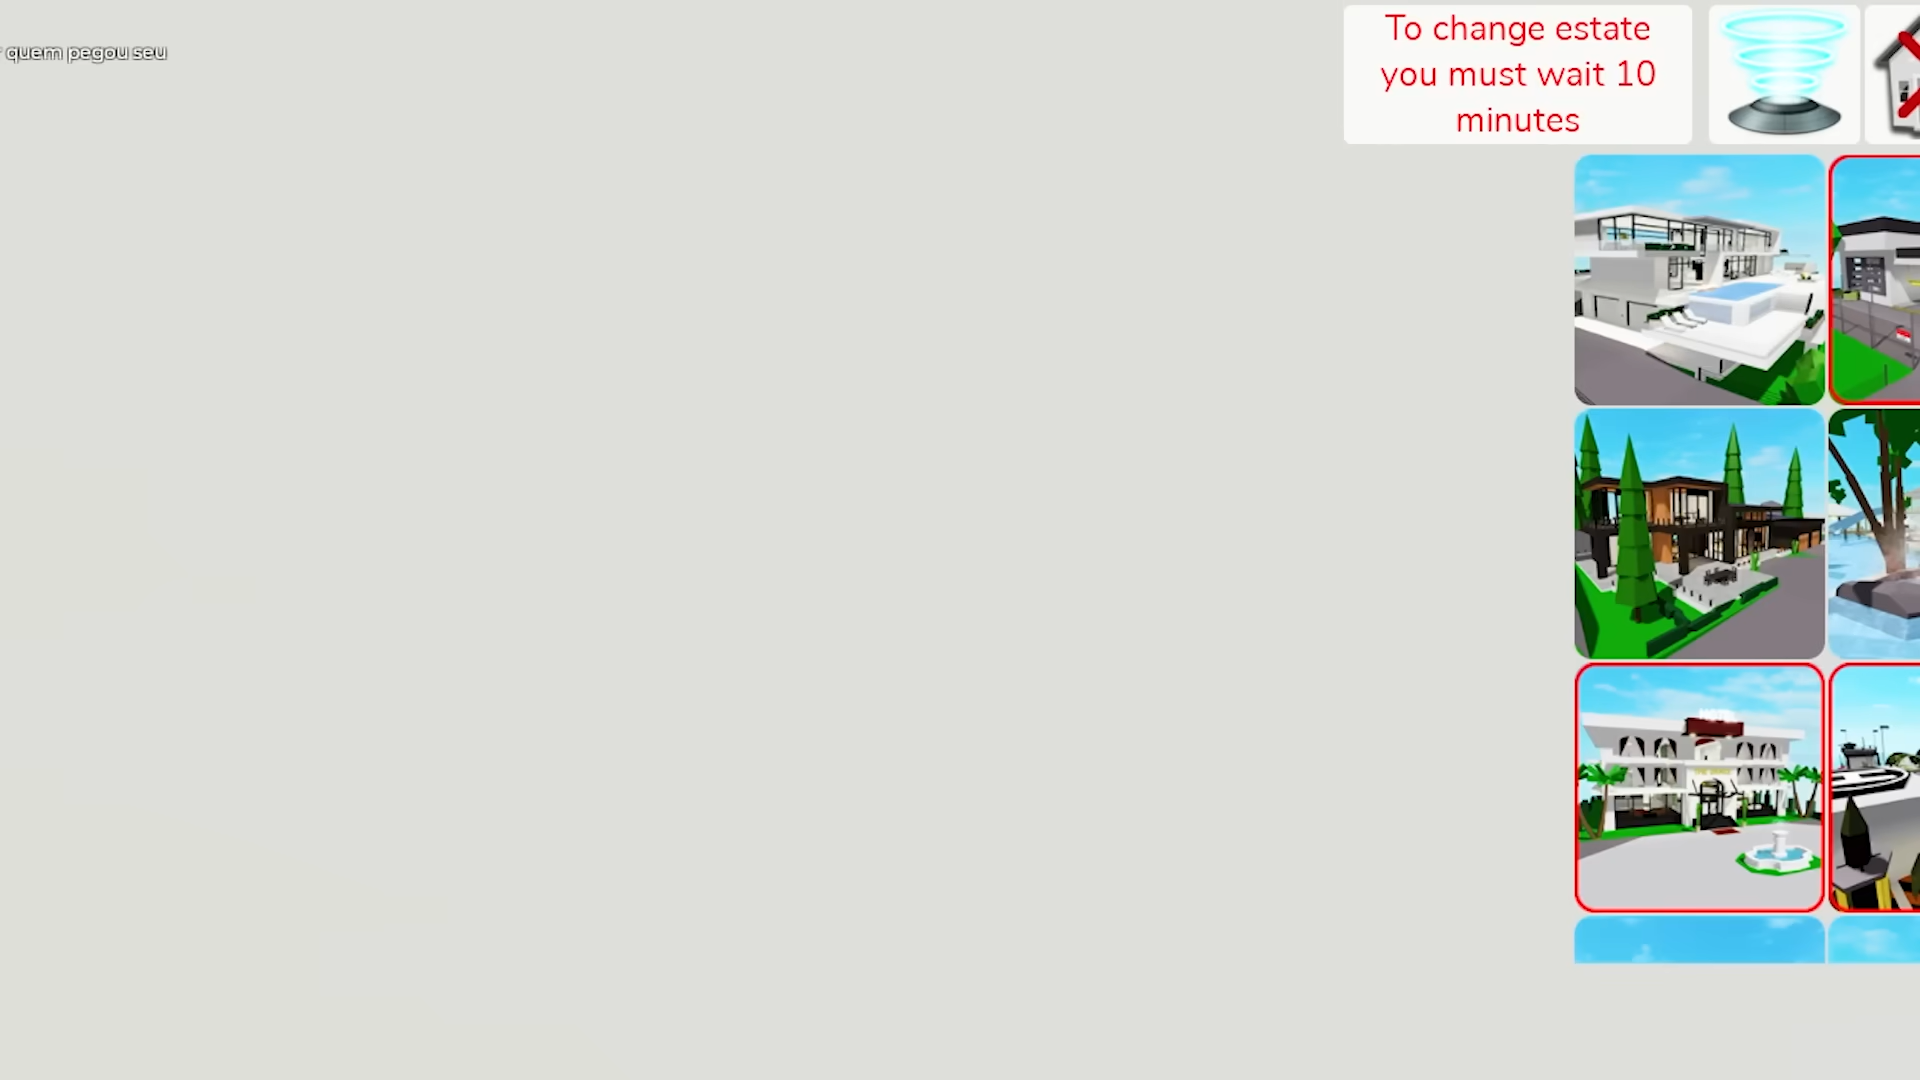 quem pegou seu
To change estate
you must wait 10
minutes